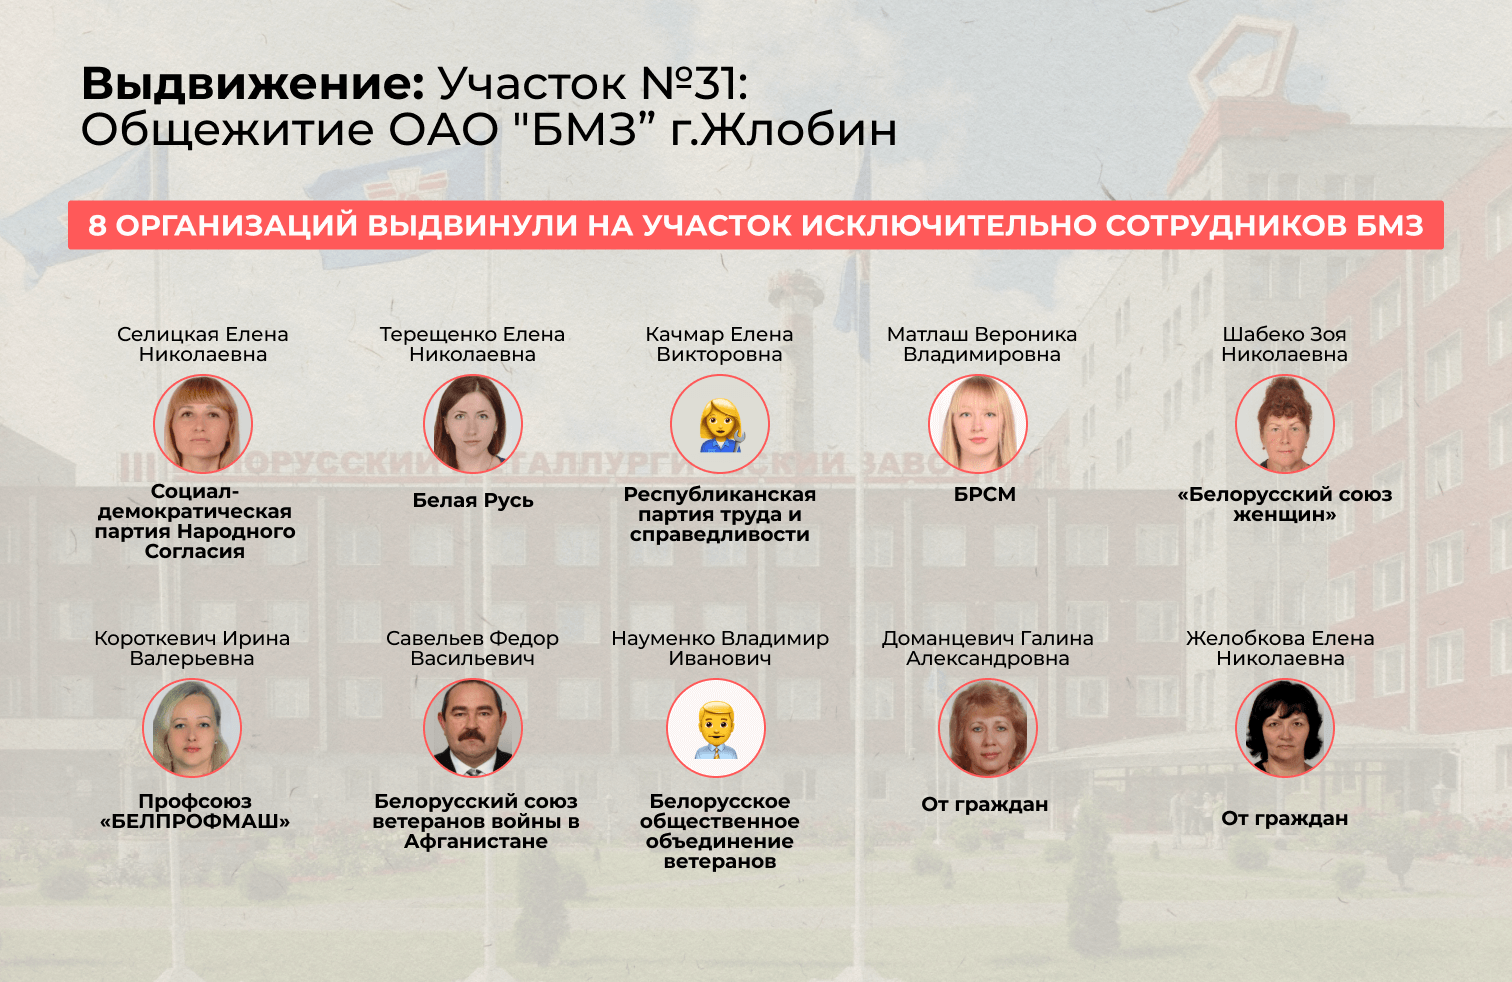 Выдвижение: Участок №31:
Общежитие ОАО "БМЗ” г.Жлобин
8 ОРГАНИЗАЦИЙ ВЫДВИНУЛИ НА УЧАСТОК ИСКЛЮЧИТЕЛЬНО СОТРУДНИКОВ БМЗ
Селицкая Елена
Николаевна
Социал-
демократическая
партия Народного
Согласия
Терещенко Елена
Николаевна
Белая Русь
Качмар Елена
Викторовна
Республиканская
партия труда и
справедливости
Матлаш Вероника
Владимировна
БРСМ
Шабеко Зоя
Николаевна
«Белорусский союз
женщин»
Короткевич Ирина
Валерьевна
Профсоюз
«БЕЛПРОФМАШ»
Савельев Федор
Васильевич
Белорусский союз
ветеранов войны в
Афганистане
Науменко Владимир
Иванович
Белорусское
общественное
объединение
ветеранов
Доманцевич Галина
Александровна
От граждан
Желобкова Елена
Николаевна
От граждан